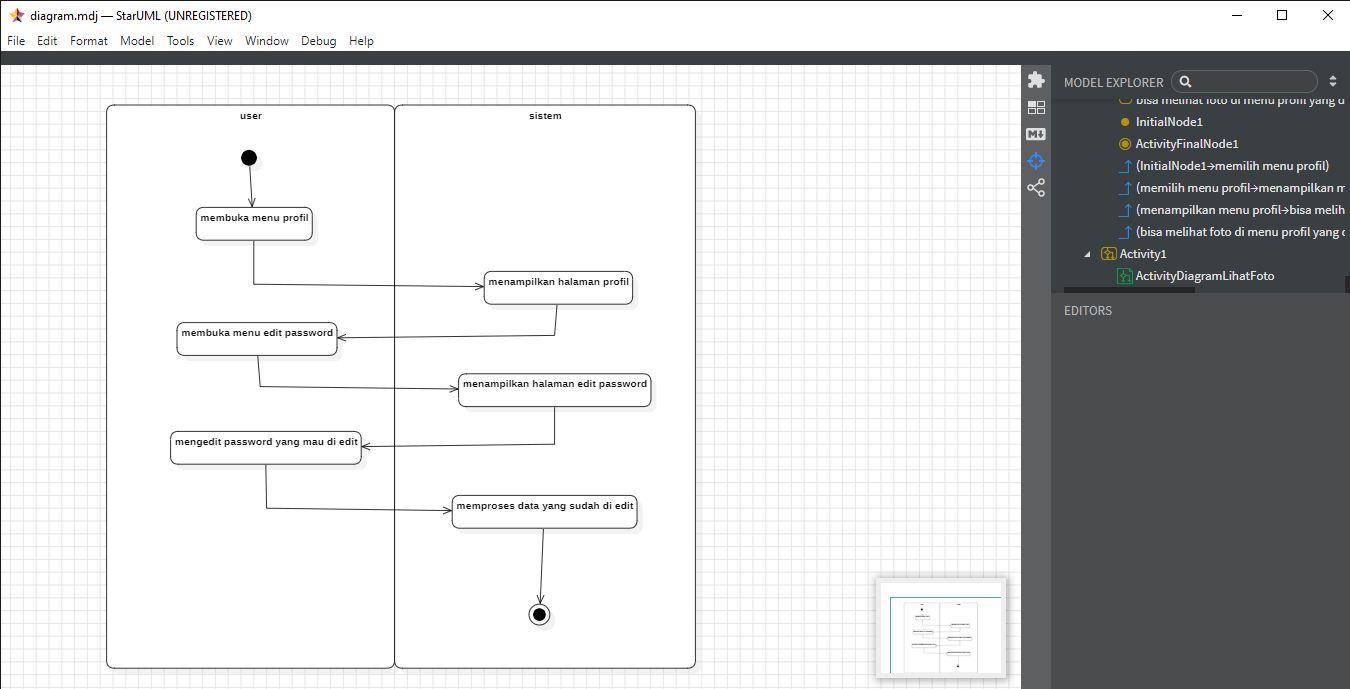 diagram.mdj — StarUML (UNREGISTERED)
File Edit Format Model Tools View Window Debug Help
user
sistem
membuka menu profil
menampilkan halaman profil
membuka menu edit password
menampilkan halaman edit password
mengedit password yang mau di edit
memproses data yang sudah di edit
MODEL EXPLORER
bisa melihat foto di menu profil yang d
InitialNode1
ActivityFinalNode1
(InitialNode1→memilih menu profil)
(memilih menu profil→menampilkan m
(menampilkan menu profil→bisa melih
(bisa melihat foto di menu profil yang d
Activity1
ActivityDiagramLihatFoto
EDITORS